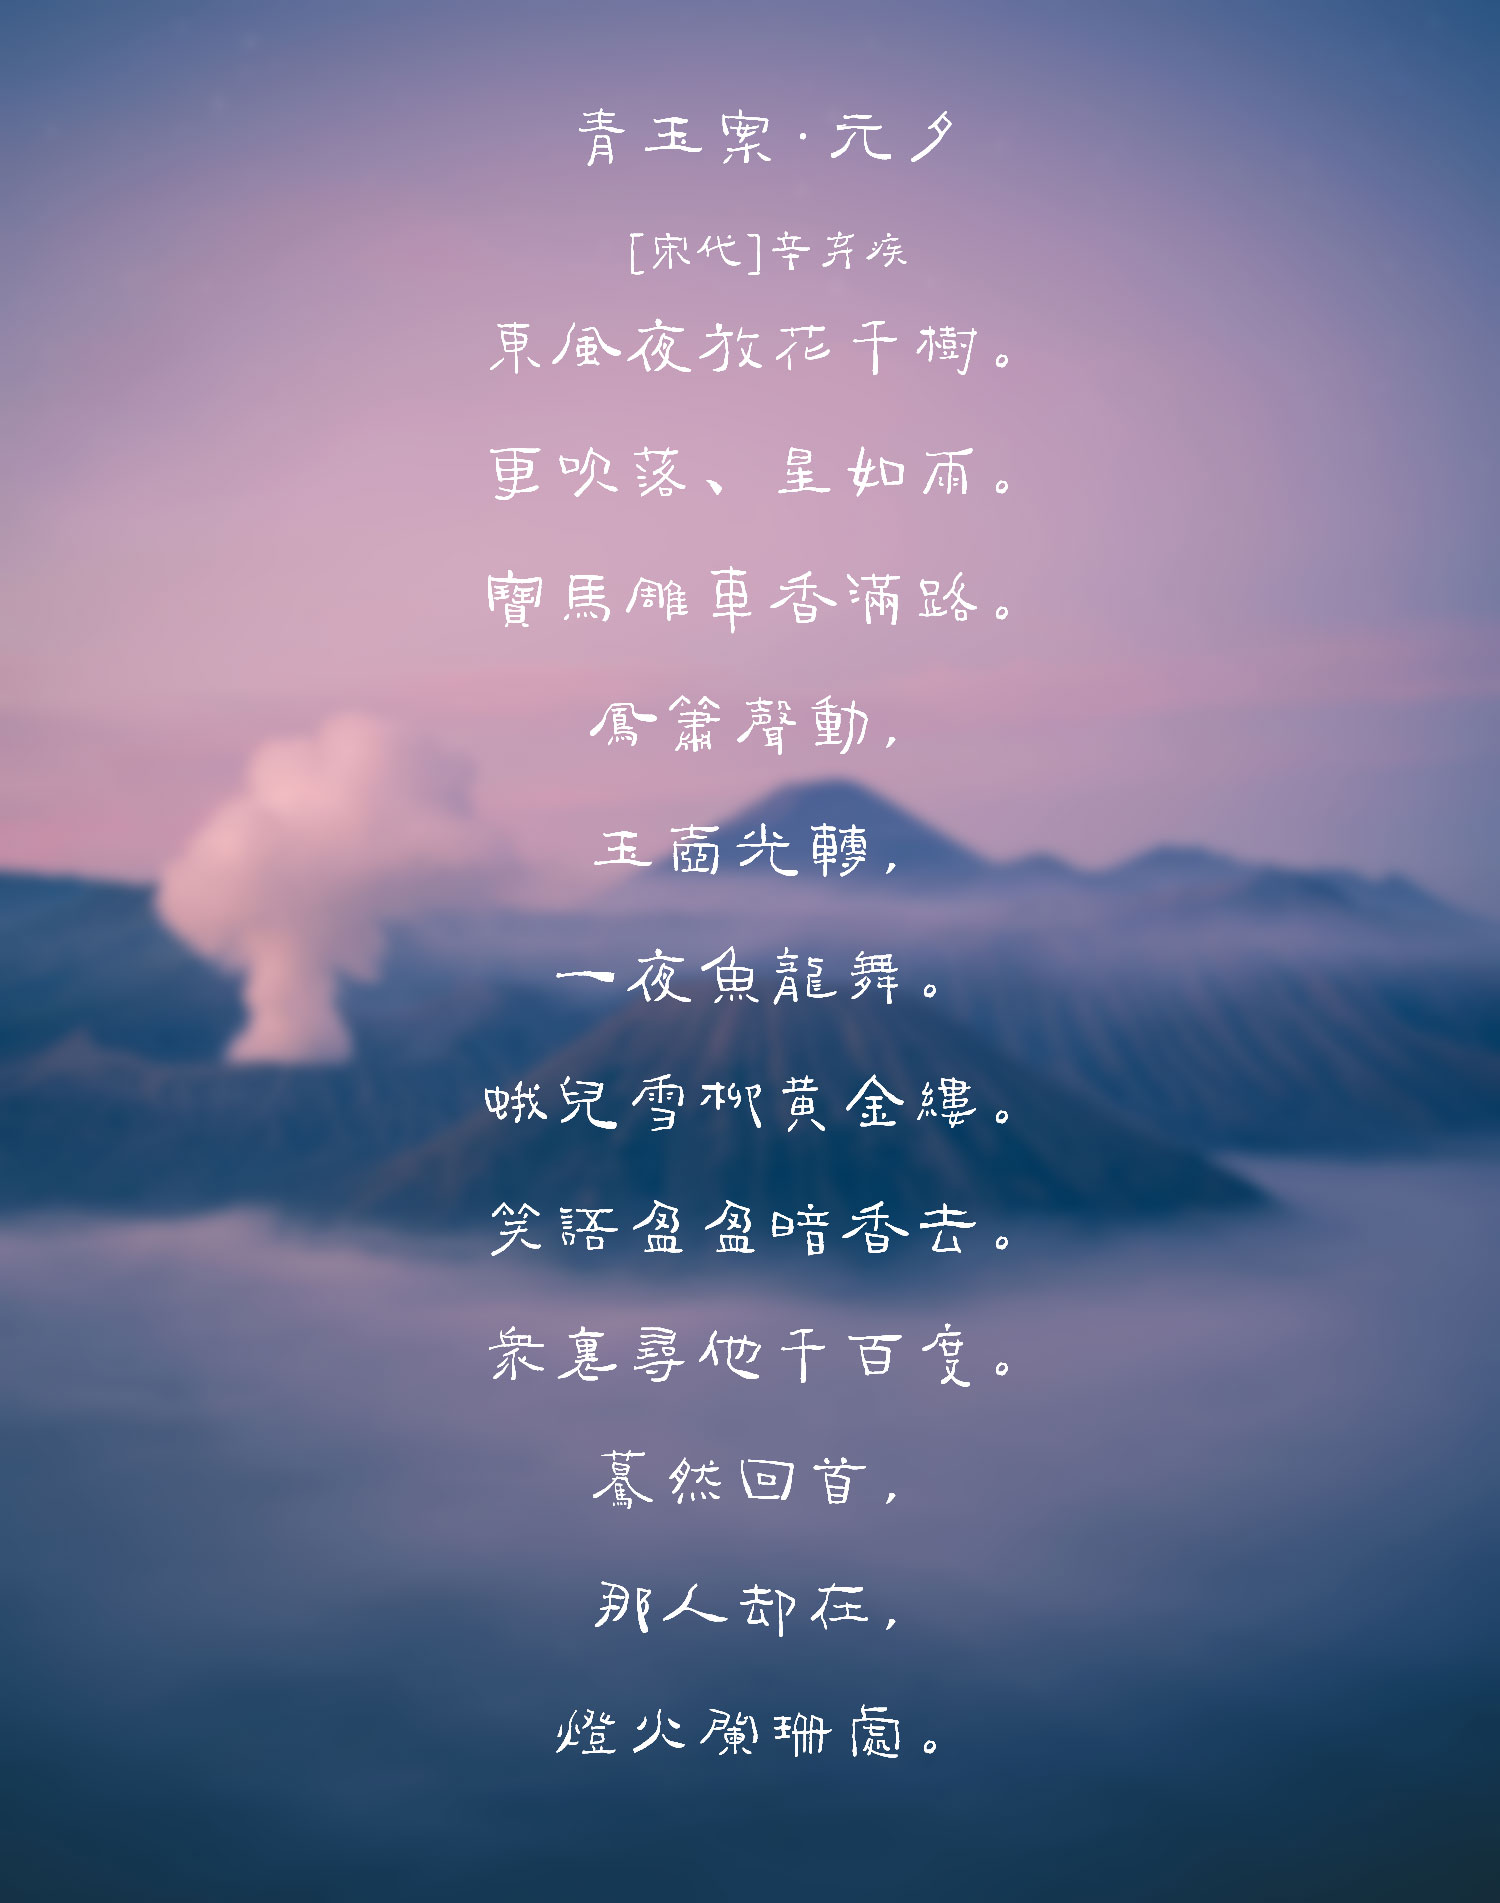 青玉案·元夕
[宋代]辛弃疾
東風夜放花千樹。
更吹落、星如雨。
寶馬雕車香滿路。
鳳簫聲動,
玉壺光轉,
一夜魚龍舞。
蛾兒雪柳黃金縷。
笑語盈盈暗香去。
眾裏尋他千百度。
驀然回首,
那人却在,
燈火闌珊處。